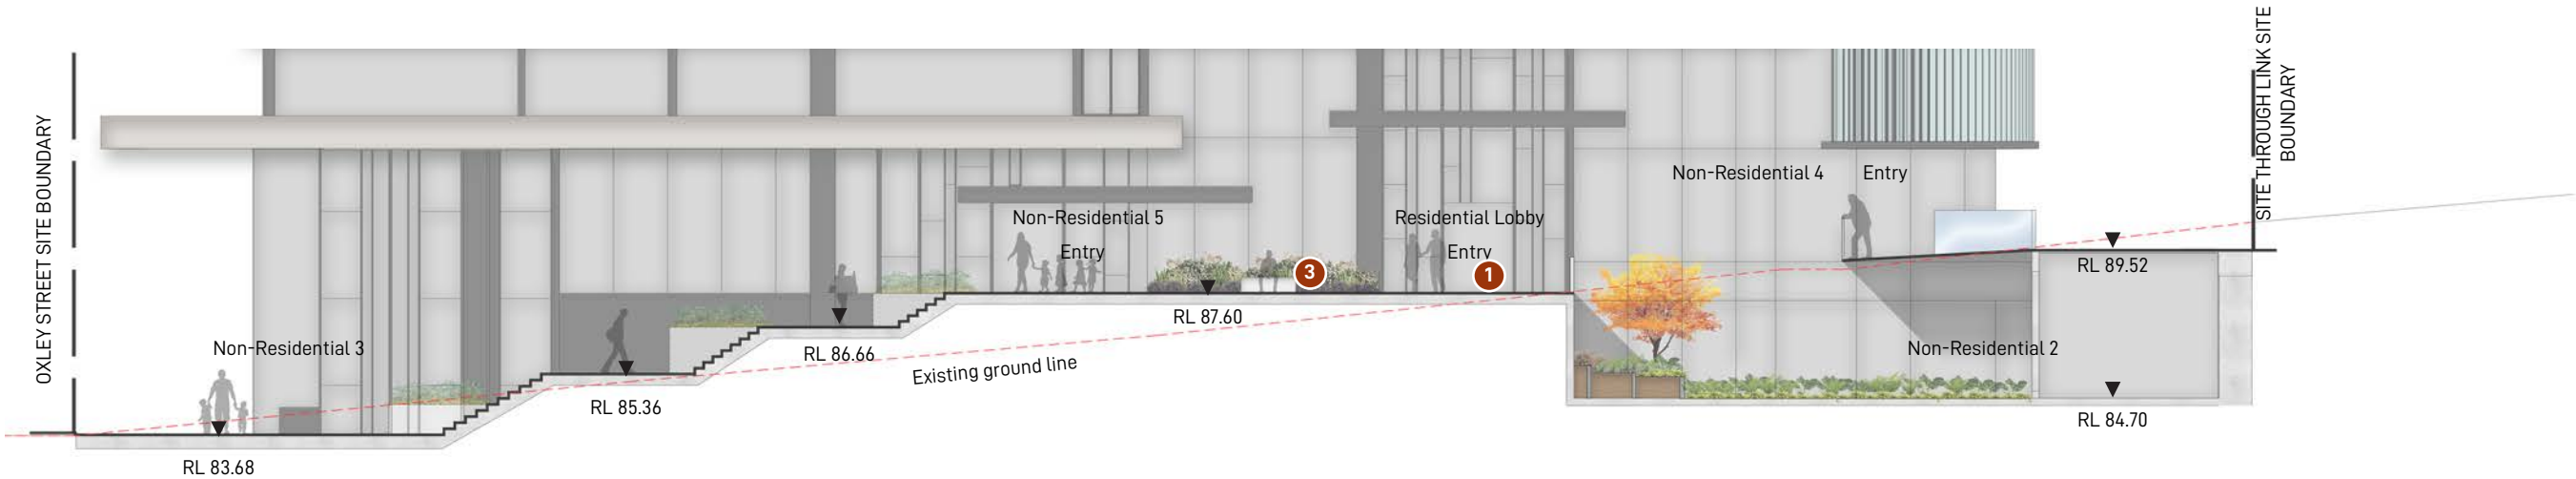 OXLEY STREET SITE BOUNDARY
SITE THROUGH LINK SITE
BOUNDARY
Non-Residential 4 Entry
Non-Residential 5
Entry
Residential Lobby
Entry
3
1
RL 89.52
RL 87.60
Non-Residential 3
RL 86.66
Existing ground line
Non-Residential 2
RL 85.36
RL 84.70
RL 83.68